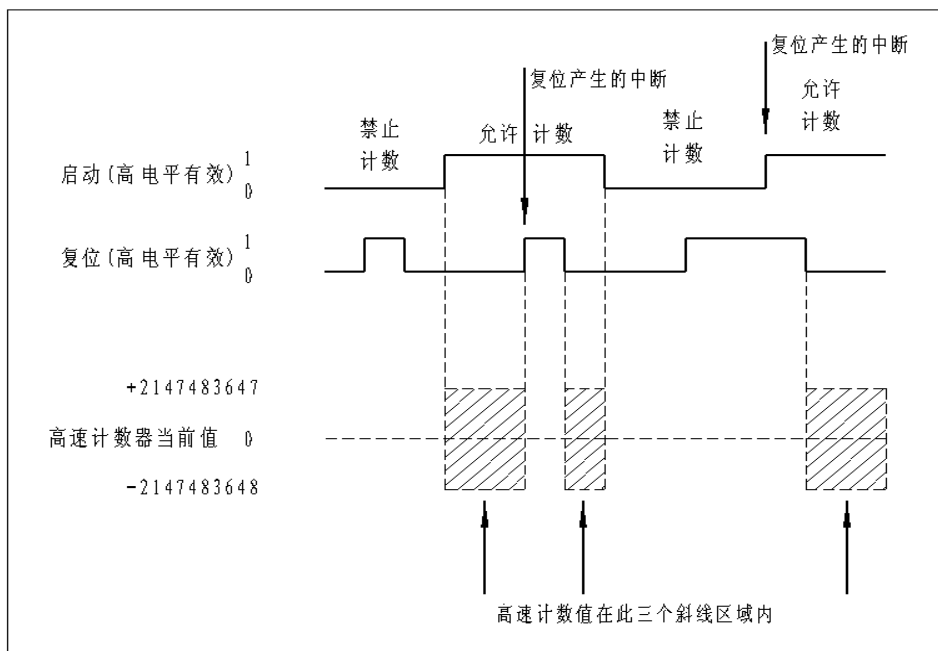 复位产生的中断
复位产生的中断
允许
计数
禁止
计数
允许 计数
禁止
计数
启动(高电平有效)
1
0
复位(高电平有效)
1
0
+2147483647
高速计数器当前值 0
-2147483648
高速计数值在此三个斜线区域内